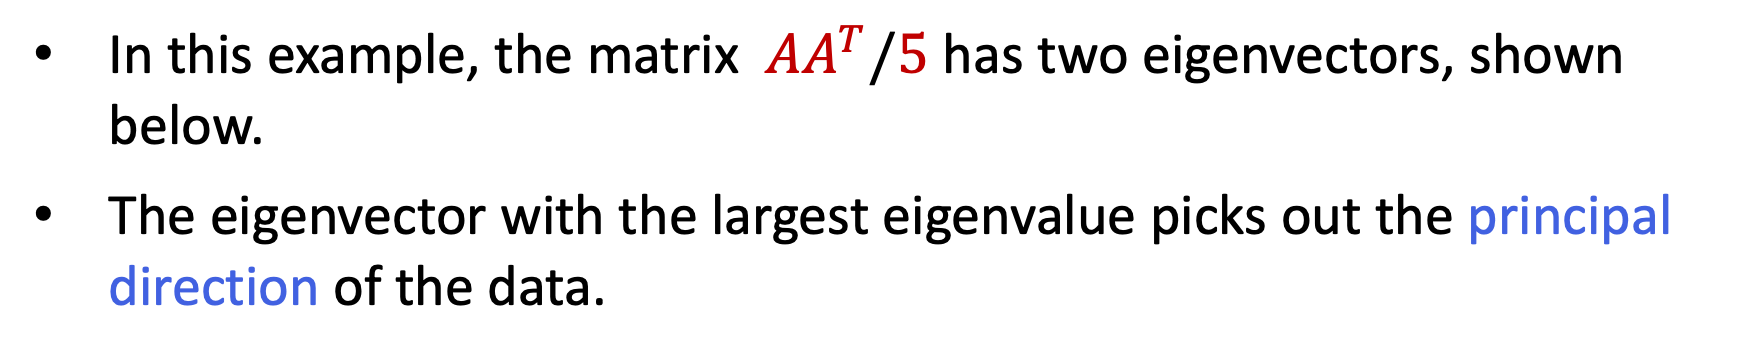 • In this example, the matrix AAᵀ/5 has two eigenvectors, shown
below.
• The eigenvector with the largest eigenvalue picks out the principal
direction of the data.